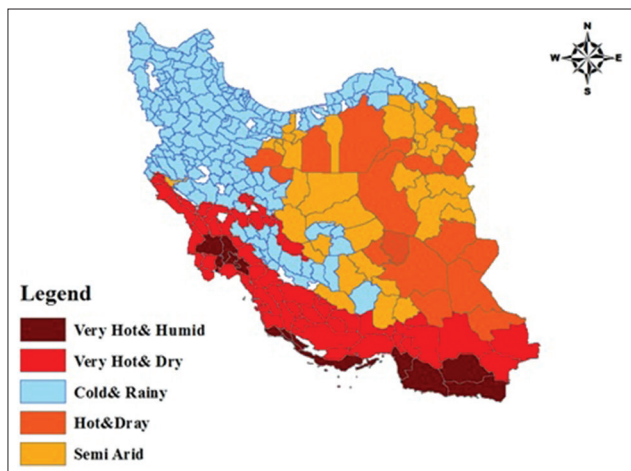 N
W E
S
Legend
Very Hot& Humid
Very Hot& Dry
Cold& Rainy
Hot&Dray
Semi Arid